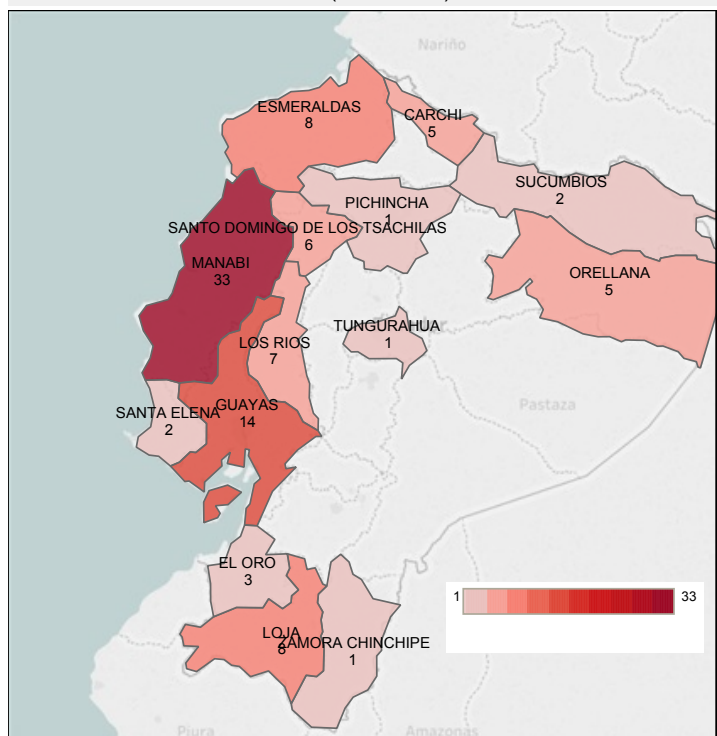 Nariño
ESMERALDAS
8
CARCHI
5
SUCUMBIOS
2
PICHINCHA
1
SANTO DOMINGO DE LOS TSACHILAS
6
MANABI
33
ORELLANA
5
TUNGURAHUA
1
LOS RIOS
7
Pastaza
SANTA ELENA
2
GUAYAS
14
EL ORO
3
1
33
LOJA
8
ZAMORA CHINCHIPE
1
Piura
Amazonas